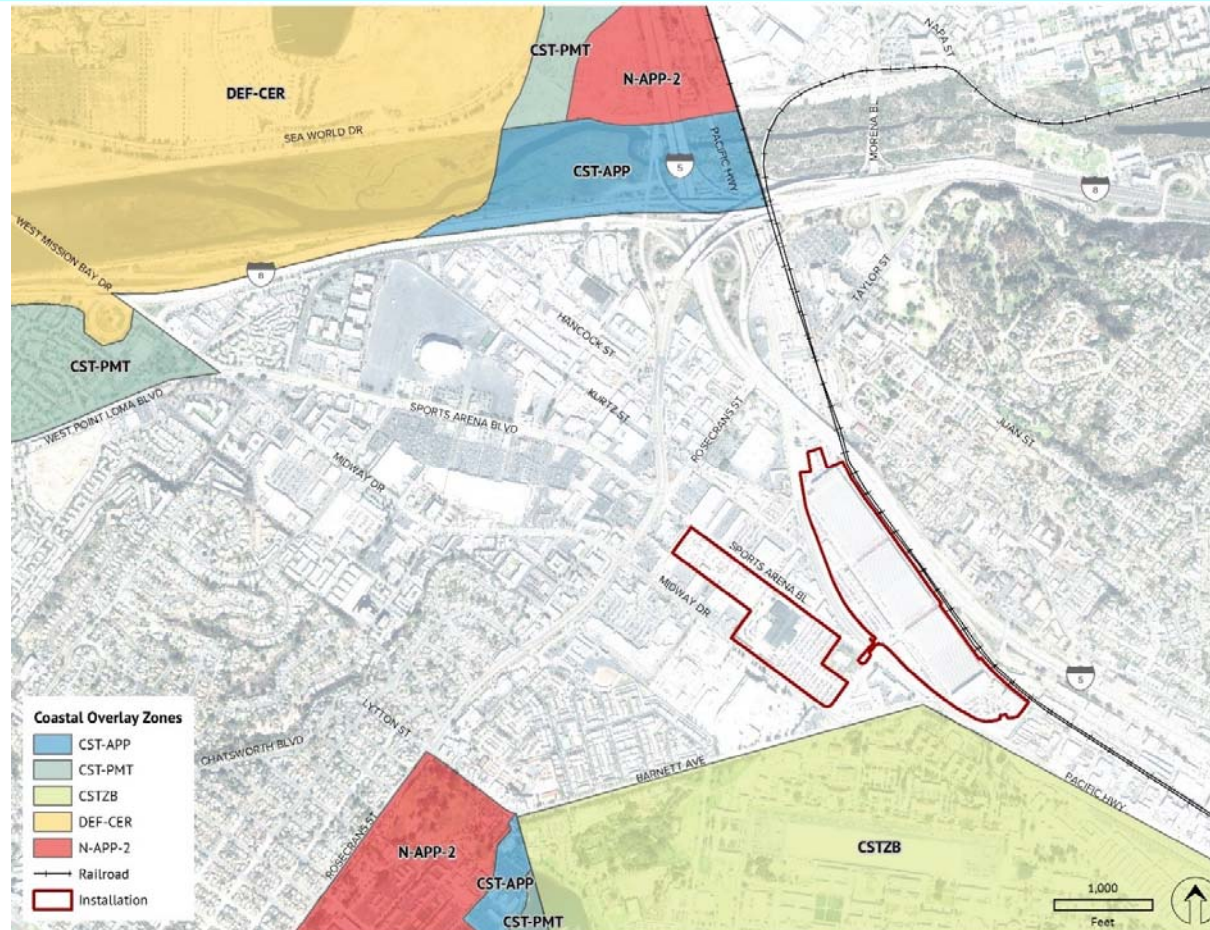 CST-PMT
N-APP-2
NAPA ST
DEF-CER
SEA WORLD DR
PACIFIC HWY
MORENA BL
CST-APP
5
8
WEST MISSION BAY DR
8
TAYLOR ST
HANCOCK ST
CST-PMT
KURTZ ST
WEST POINT LOMA BLVD
SPORTS ARENA BLVD
ROSECRANS ST
JUAN ST
MIDWAY DR
SPORTS ARENA BL
MIDWAY DR
5
LYTTON ST
CHATSWORTH BLVD
BARNETT AVE
PACIFIC HWY
ROSECRANS ST
N-APP-2
CSTZB
CST-APP
CST-PMT
Coastal Overlay Zones
CST-APP
CST-PMT
CSTZB
DEF-CER
N-APP-2
Railroad
Installation
1,000
Feet